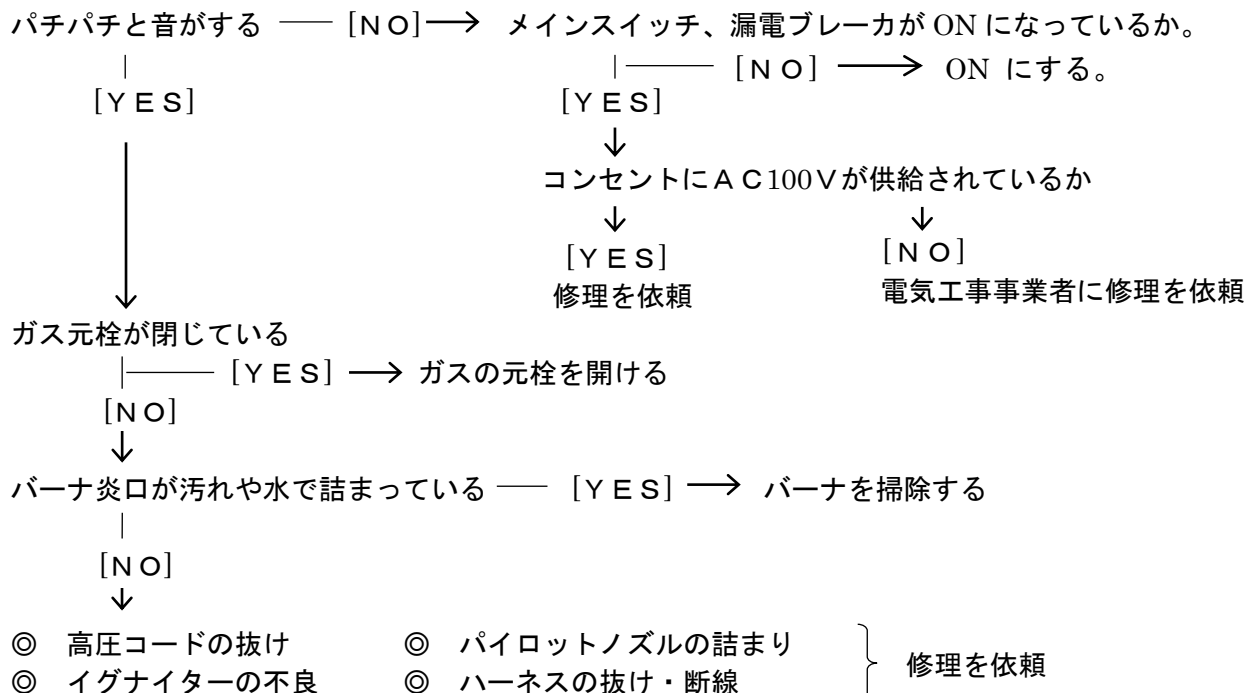 パチパチと音がする ── [ＮＯ]→ メインスイッチ、漏電ブレーカが ON になっているか。
[ＹＥＳ] [ＹＥＳ] [ＮＯ] → ON にする。
コンセントにＡＣ100Ｖが供給されているか
[ＹＥＳ] [ＮＯ]
修理を依頼 電気工事事業者に修理を依頼
ガス元栓が閉じている
[ＹＥＳ] → ガスの元栓を開ける
[ＮＯ]
バーナ炎口が汚れや水で詰まっている ── [ＹＥＳ] → バーナを掃除する
[ＮＯ]
◎ 高圧コードの抜け ◎ パイロットノズルの詰まり
◎ イグナイターの不良 ◎ ハーネスの抜け・断線 修理を依頼